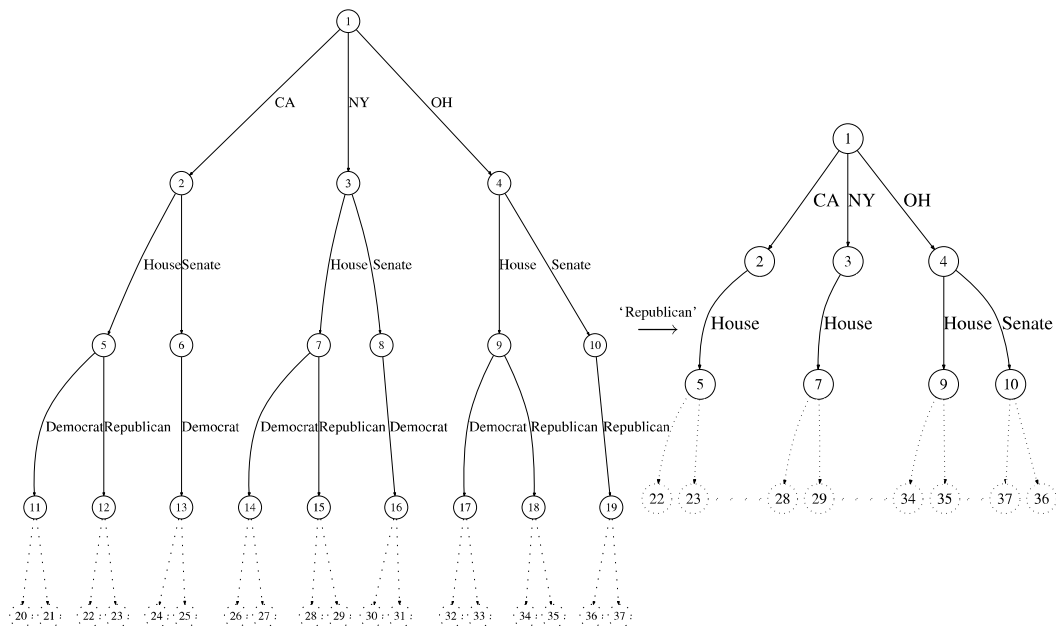 1
CA NY OH
1
2 3 4
CA NY OH
House Senate House Senate House Senate
2 3 4
‘Republican’
House House House Senate
5 6 7 8 9 10
5 7 9 10
Democrat Republican Democrat Democrat Republican Democrat Democrat Republican Republican
22 23 28 29 34 35 37 36
11 12 13 14 15 16 17 18 19
20 21 22 23 24 25 26 27 28 29 30 31 32 33 34 35 36 37